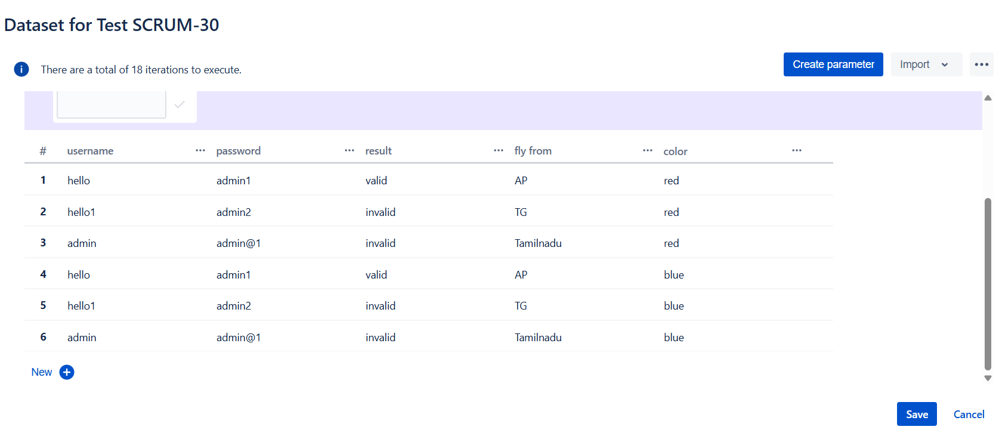 Dataset for Test SCRUM-30
There are a total of 18 iterations to execute.
Create parameter
Import
# username password result fly from color
1 hello admin1 valid AP red
2 hello1 admin2 invalid TG red
3 admin admin@1 invalid Tamilnadu red
4 hello admin1 valid AP blue
5 hello1 admin2 invalid TG blue
6 admin admin@1 invalid Tamilnadu blue
New
Save Cancel